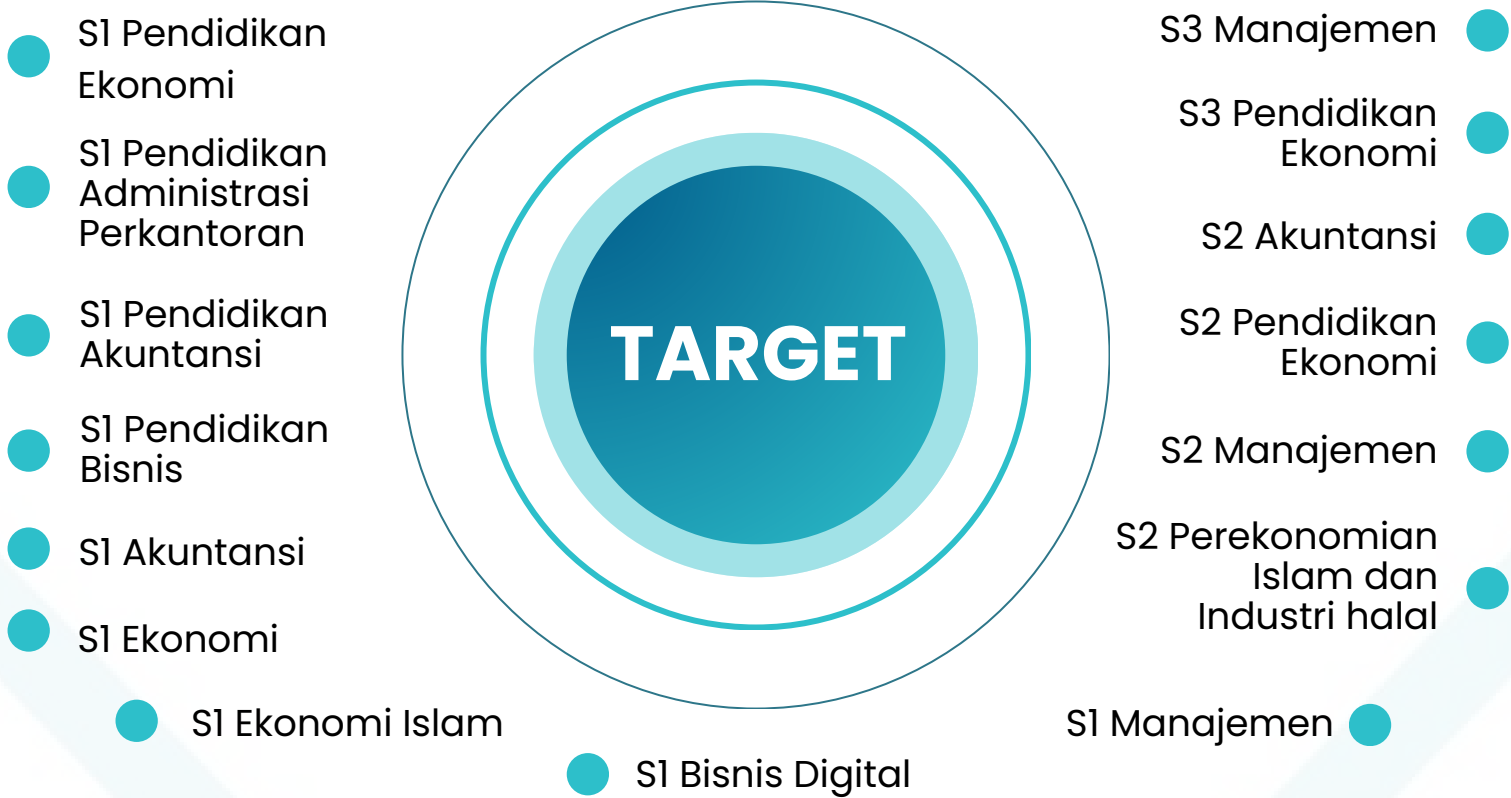 S1 Pendidikan
Ekonomi
S1 Pendidikan
Administrasi
Perkantoran
S1 Pendidikan
Akuntansi
S1 Pendidikan
Bisnis
S1 Akuntansi
S1 Ekonomi
S1 Ekonomi Islam
S1 Bisnis Digital
TARGET
S3 Manajemen
S3 Pendidikan
Ekonomi
S2 Akuntansi
S2 Pendidikan
Ekonomi
S2 Manajemen
S2 Perekonomian
Islam dan
Industri halal
S1 Manajemen